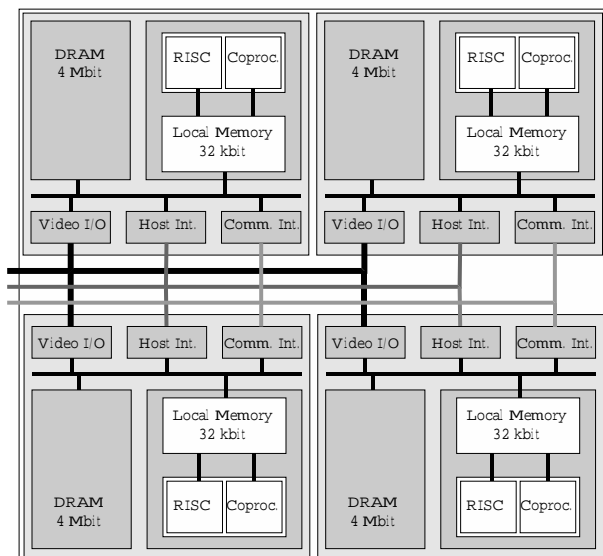 DRAM
4 Mbit
RISC
Coproc.
Local Memory
32 kbit
Video I/O
Host Int.
Comm. Int.
DRAM
4 Mbit
RISC
Coproc.
Local Memory
32 kbit
Video I/O
Host Int.
Comm. Int.
Video I/O
Host Int.
Comm. Int.
Local Memory
32 kbit
RISC
Coproc.
DRAM
4 Mbit
Video I/O
Host Int.
Comm. Int.
Local Memory
32 kbit
RISC
Coproc.
DRAM
4 Mbit